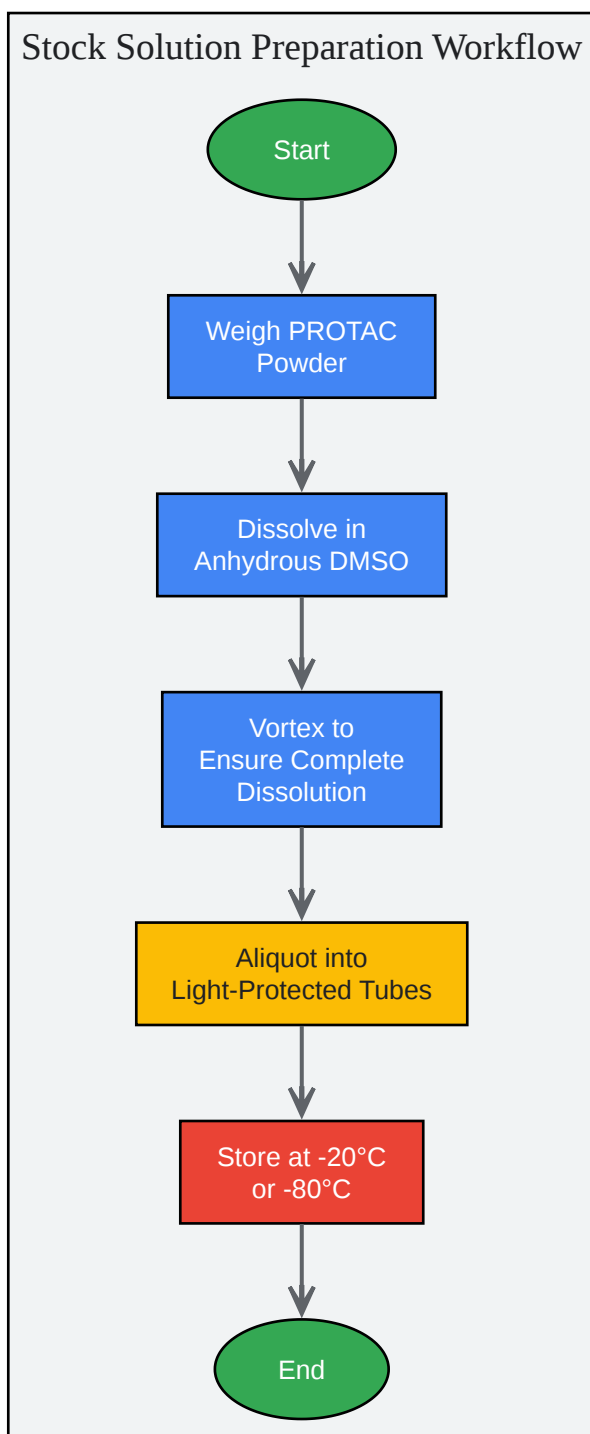 Stock Solution Preparation Workflow
Start
Weigh PROTAC
Powder
Dissolve in
Anhydrous DMSO
Vortex to
Ensure Complete
Dissolution
Aliquot into
Light-Protected Tubes
Store at -20°C
or -80°C
End